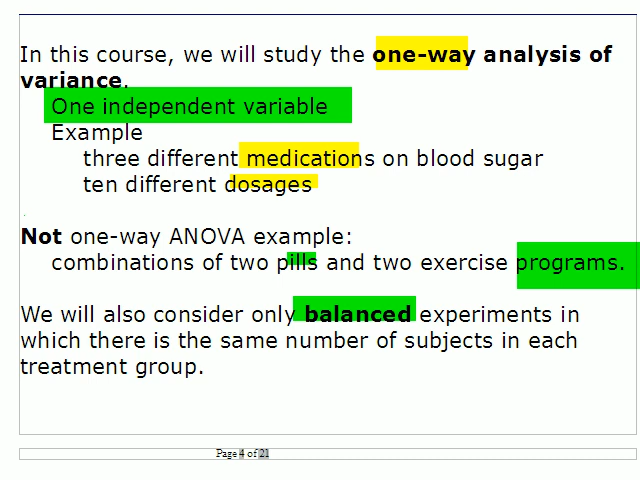 In this course, we will study the one-way analysis of
variance.
One independent variable
Example
three different medications on blood sugar
ten different dosages
Not one-way ANOVA example:
combinations of two pills and two exercise programs.
We will also consider only balanced experiments in
which there is the same number of subjects in each
treatment group.
Page 4 of 21